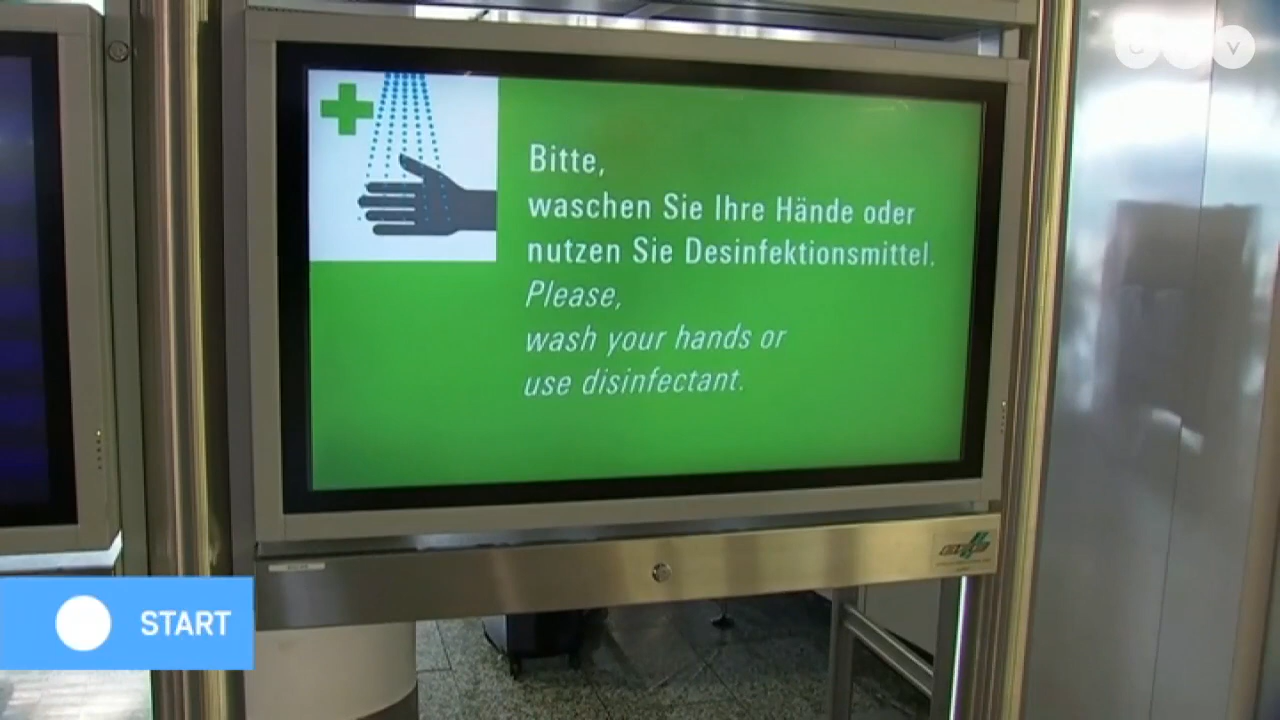 Bitte,
waschen Sie Ihre Hände oder
nutzen Sie Desinfektionsmittel.
Please,
wash your hands or
use disinfectant.
START